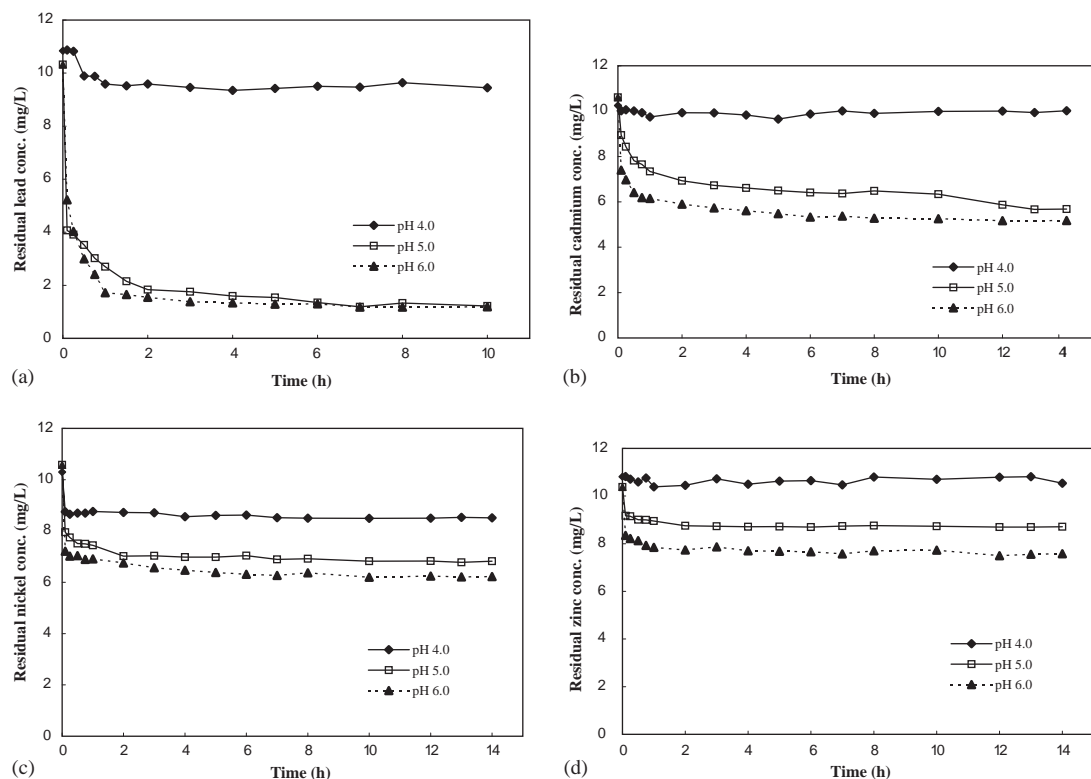 12
10
8
6
4
2
0
Residual lead conc. (mg/L)
pH 4.0
pH 5.0
pH 6.0
0 2 4 6 8 10
Time (h)
(a)
12
10
8
6
4
2
0
Residual cadmium conc. (mg/L)
pH 4.0
pH 5.0
pH 6.0
0 2 4 6 8 10 12 4
Time (h)
(b)
12
10
8
6
4
2
0
Residual nickel conc. (mg/L)
pH 4.0
pH 5.0
pH 6.0
0 2 4 6 8 10 12 14
Time (h)
(c)
12
10
8
6
4
2
0
Residual zinc conc. (mg/L)
pH 4.0
pH 5.0
pH 6.0
0 2 4 6 8 10 12 14
Time (h)
(d)